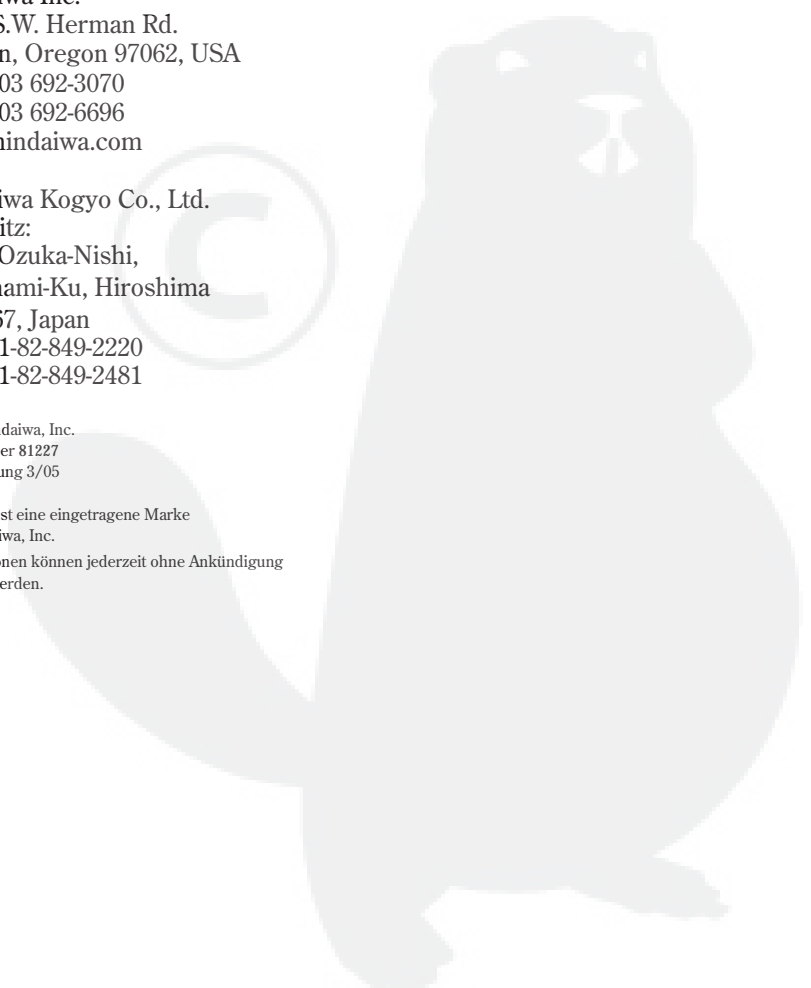 iwa Inc.
S.W. Herman Rd.
n, Oregon 97062, USA
03 692-3070
03 692-6696
hindaiwa.com
iwa Kogyo Co., Ltd.
itz:
Ozuka-Nishi,
nami-Ku, Hiroshima
67, Japan
1-82-849-2220
1-82-849-2481
daiwa, Inc.
er 81227
ung 3/05
st eine eingetragene Marke
iwa, Inc.
onen können jederzeit ohne Ankündigung
erden.
©